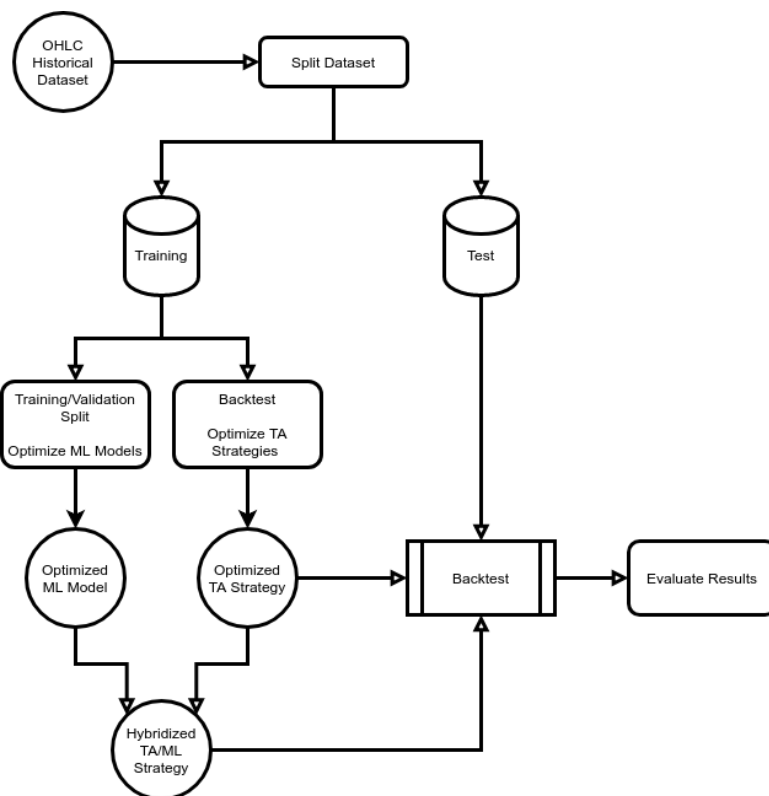 OHLC
Historical
Dataset
Split Dataset
Training
Test
Training/Validation
Split
Optimize ML Models
Backtest
Optimize TA
Strategies
Optimized
ML Model
Optimized
TA Strategy
Backtest
Evaluate Results
Hybridized
TA/ML
Strategy